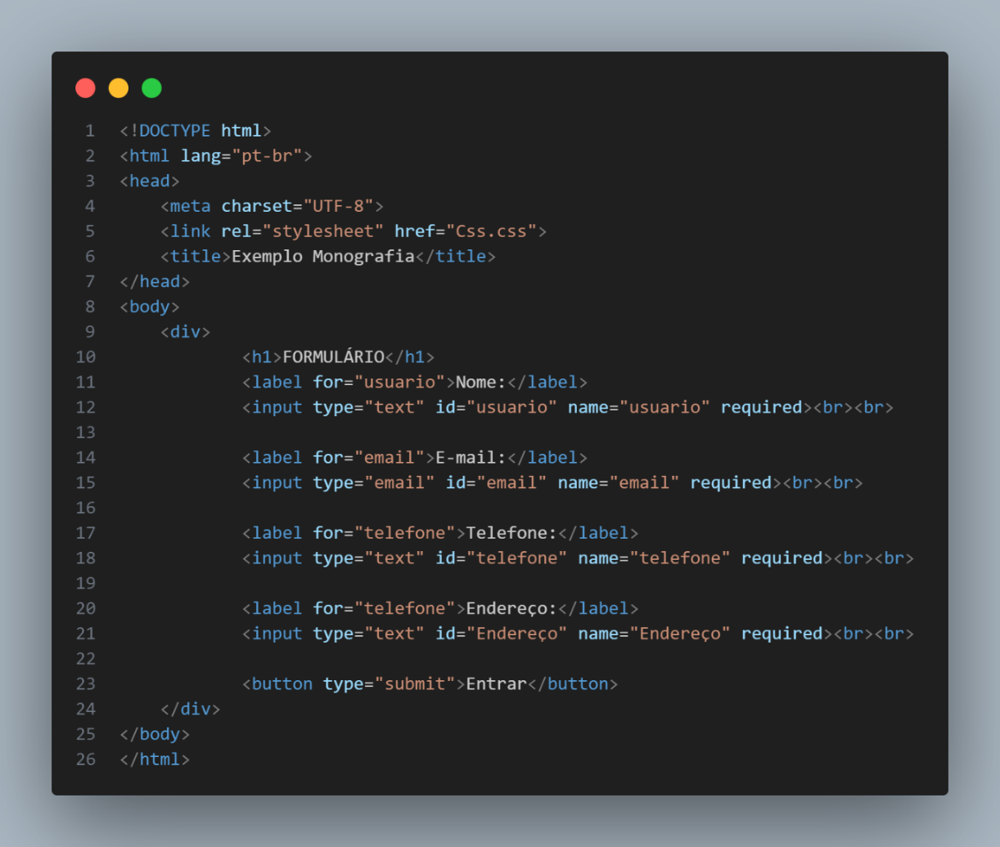 1 <!DOCTYPE html>
2 <html lang="pt-br">
3 <head>
4     <meta charset="UTF-8">
5     <link rel="stylesheet" href="Css.css">
6     <title>Exemplo Monografia</title>
7 </head>
8 <body>
9     <div>
10             <h1>FORMULÁRIO</h1>
11             <label for="usuario">Nome:</label>
12             <input type="text" id="usuario" name="usuario" required><br><br>
13
14             <label for="email">E-mail:</label>
15             <input type="email" id="email" name="email" required><br><br>
16
17             <label for="telefone">Telefone:</label>
18             <input type="text" id="telefone" name="telefone" required><br><br>
19
20             <label for="telefone">Endereço:</label>
21             <input type="text" id="Endereço" name="Endereço" required><br><br>
22
23             <button type="submit">Entrar</button>
24     </div>
25 </body>
26 </html>